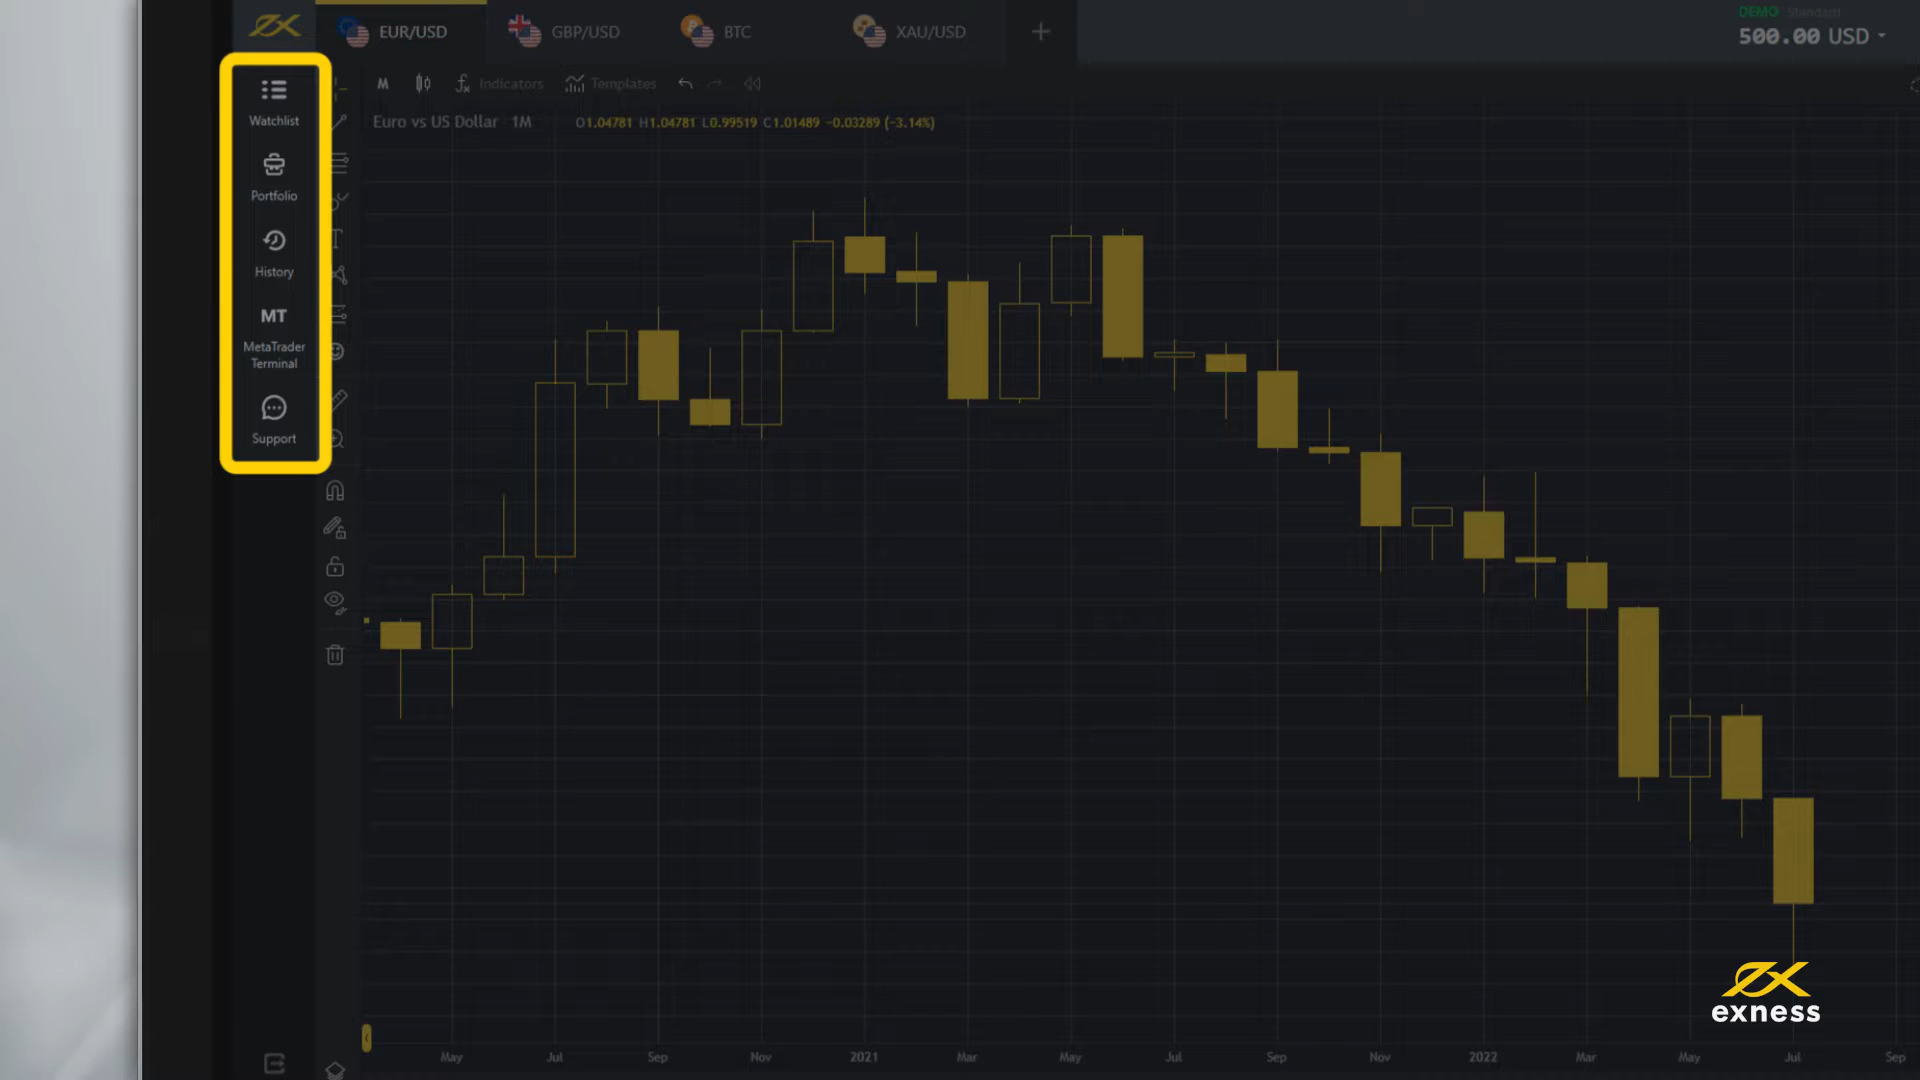 EUR/USD
GBP/USD
BTC
XAU/USD
DEMO Standard
500.00 USD
M
Indicators
Templates
Euro vs US Dollar 1M O1.04781 H1.04781 L0.99519 C1.01489 −0.03289 (−3.14%)
Watchlist
Portfolio
History
MT
MetaTrader
Terminal
Support
May Jul Sep Nov 2021 Mar May Jul Sep Nov 2022 Mar May Jul Sep
exness